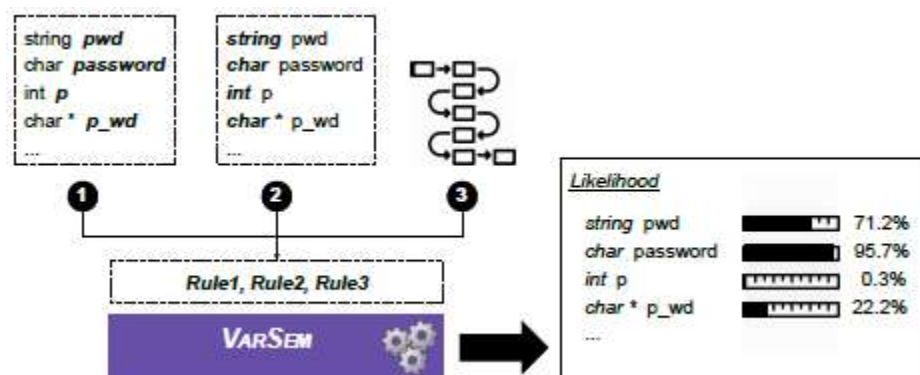 string pwd
char password
int p
char * p_wd
...
string pwd
char password
int p
char * p_wd
...
1
2
3
Rule1, Rule2, Rule3
VARSEM
Likelihood
string pwd 71.2%
char password 95.7%
int p 0.3%
char * p_wd 22.2%
...